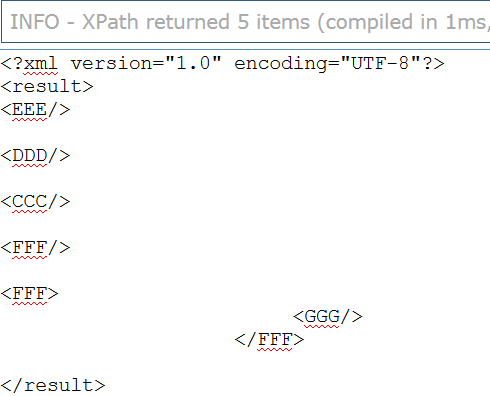 INFO - XPath returned 5 items (compiled in 1ms,
<?xml version="1.0" encoding="UTF-8"?>
<result>
<EEE/>
<DDD/>
<CCC/>
<FFF/>
<FFF>
<GGG/>
</FFF>
</result>